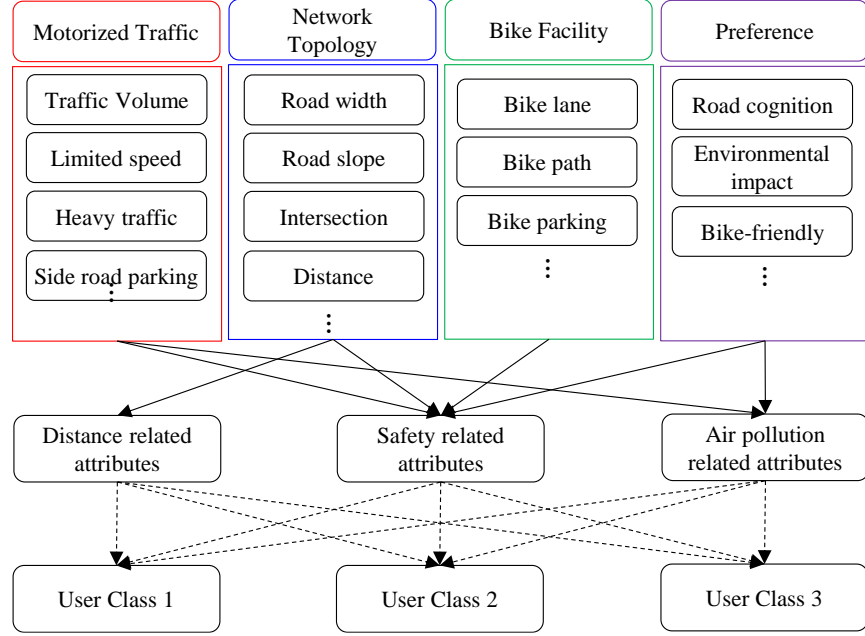 Motorized Traffic
Network
Topology
Bike Facility
Preference
Traffic Volume
Limited speed
Heavy traffic
Side road parking
⋮
Road width
Road slope
Intersection
Distance
⋮
Bike lane
Bike path
Bike parking
⋮
Road cognition
Environmental
impact
Bike-friendly
⋮
Distance related
attributes
Safety related
attributes
Air pollution
related attributes
User Class 1
User Class 2
User Class 3